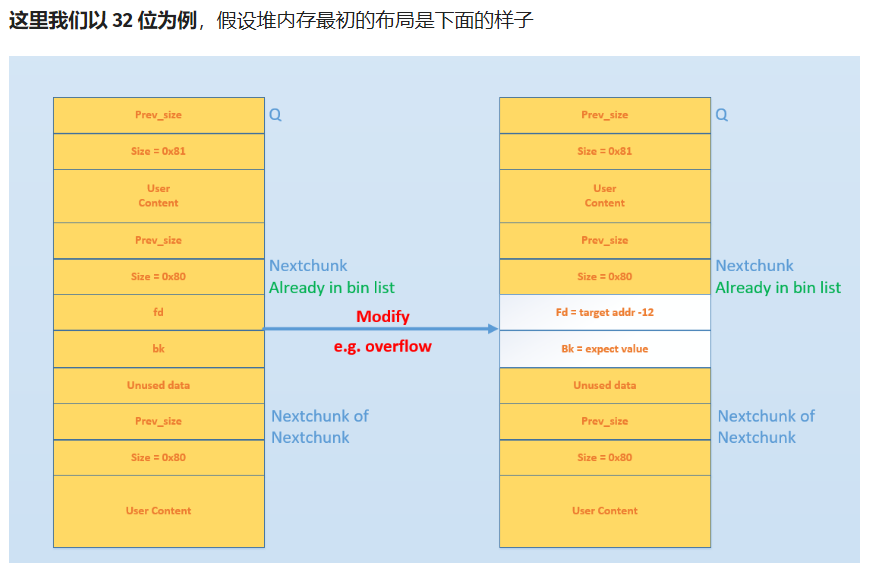 这里我们以 32 位为例，假设堆内存最初的布局是下面的样子
Prev_size
Q
Size = 0x81
User
Content
Prev_size
Size = 0x80
Nextchunk
Already in bin list
fd
bk
Unused data
Prev_size
Nextchunk of
Nextchunk
Size = 0x80
User Content
Modify
e.g. overflow
Prev_size
Q
Size = 0x81
User
Content
Prev_size
Size = 0x80
Nextchunk
Already in bin list
Fd = target addr -12
Bk = expect value
Unused data
Prev_size
Nextchunk of
Nextchunk
Size = 0x80
User Content